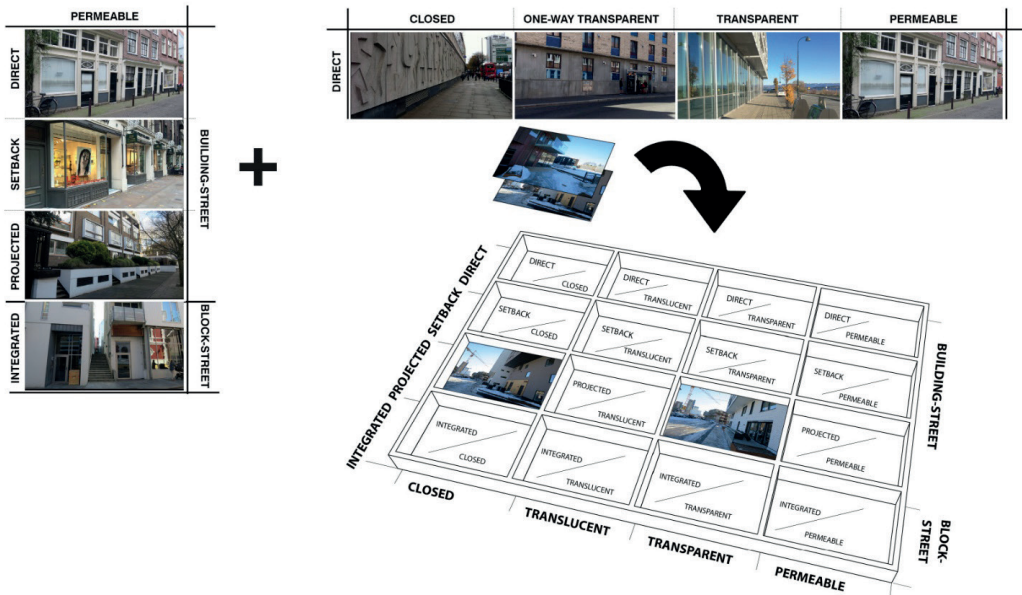 PERMEABLE
DIRECT
SETBACK
PROJECTED
INTEGRATED
BUILDING-STREET
BLOCK-STREET
+
CLOSED
ONE-WAY TRANSPARENT
TRANSPARENT
PERMEABLE
DIRECT
DIRECT
CLOSED
DIRECT
TRANSLUCENT
DIRECT
TRANSPARENT
DIRECT
PERMEABLE
SETBACK
CLOSED
SETBACK
TRANSLUCENT
SETBACK
TRANSPARENT
SETBACK
PERMEABLE
PROJECTED
TRANSLUCENT
PROJECTED
PERMEABLE
INTEGRATED
CLOSED
INTEGRATED
TRANSLUCENT
INTEGRATED
TRANSPARENT
INTEGRATED
PERMEABLE
INTEGRATED PROJECTED SETBACK DIRECT
BUILDING-STREET
BLOCK-
STREET
CLOSED
TRANSLUCENT
TRANSPARENT
PERMEABLE